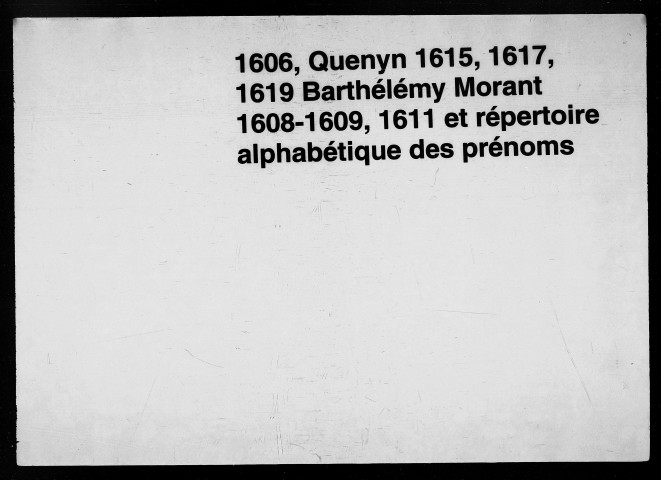 1606, Quenyn 1615, 1617,
1619 Barthélémy Morant
1608-1609, 1611 et répertoire
alphabétique des prénoms